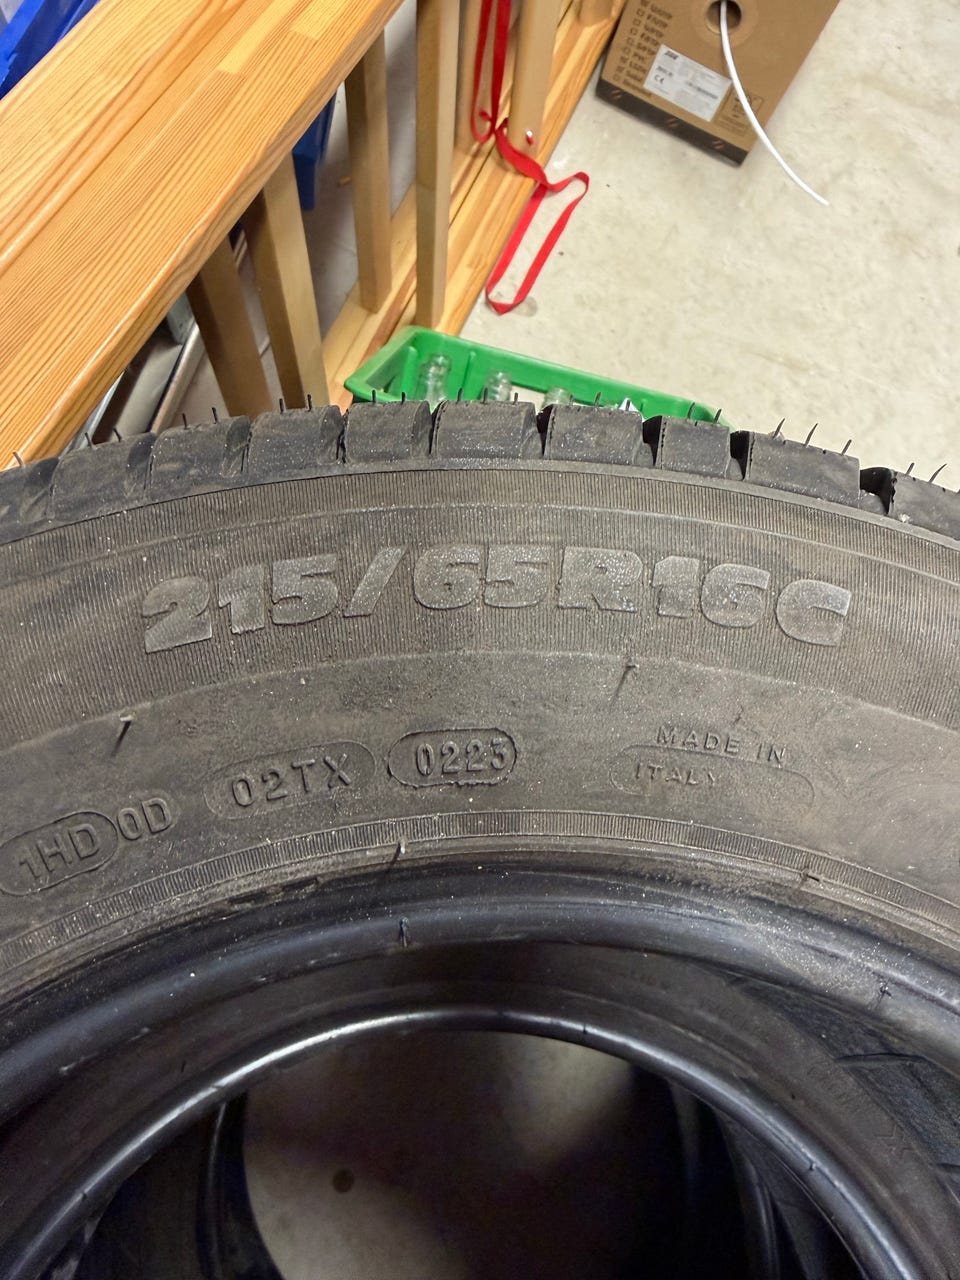 215/65R16C
1HD 0D 02TX 0223
MADE IN
ITALY